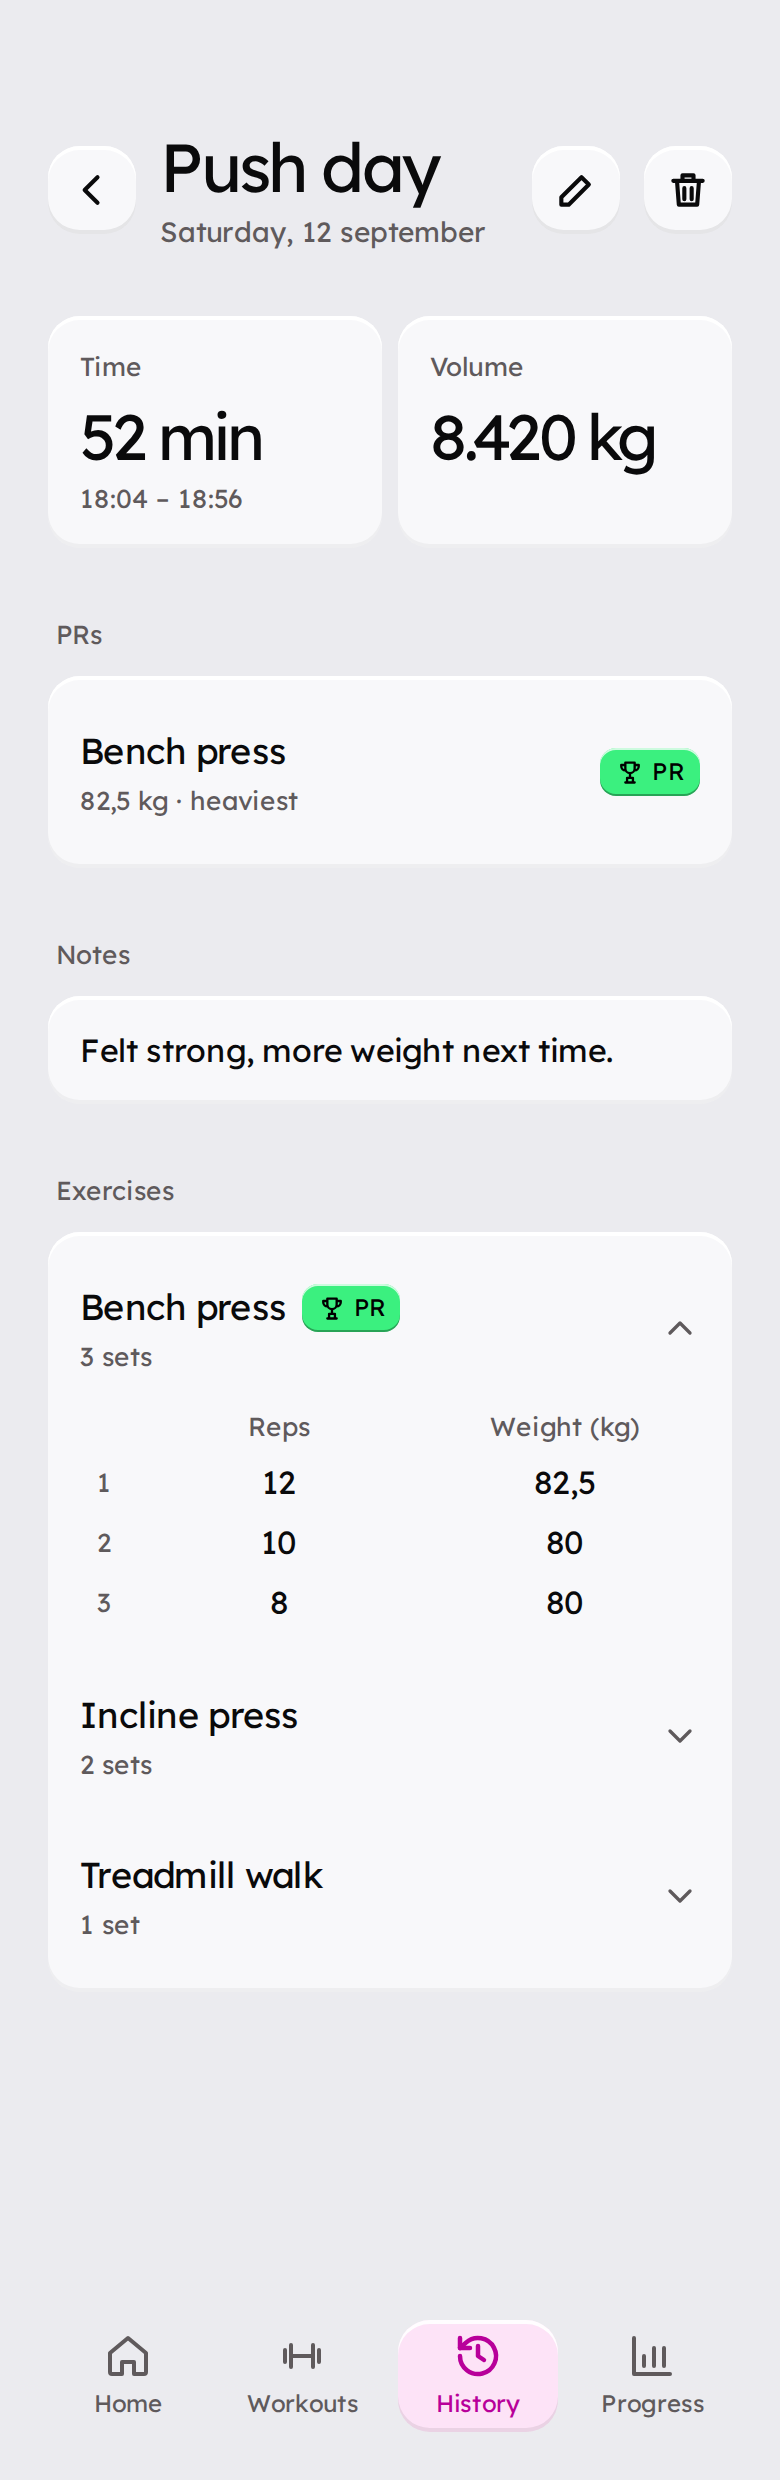 Push day
Saturday, 12 september
Time
52 min
18:04 – 18:56
Volume
8.420 kg
PRs
Bench press
82,5 kg · heaviest
PR
Notes
Felt strong, more weight next time.
Exercises
Bench press PR
3 sets
Reps Weight (kg)
1 12 82,5
2 10 80
3 8 80
Incline press
2 sets
Treadmill walk
1 set
Home Workouts History Progress